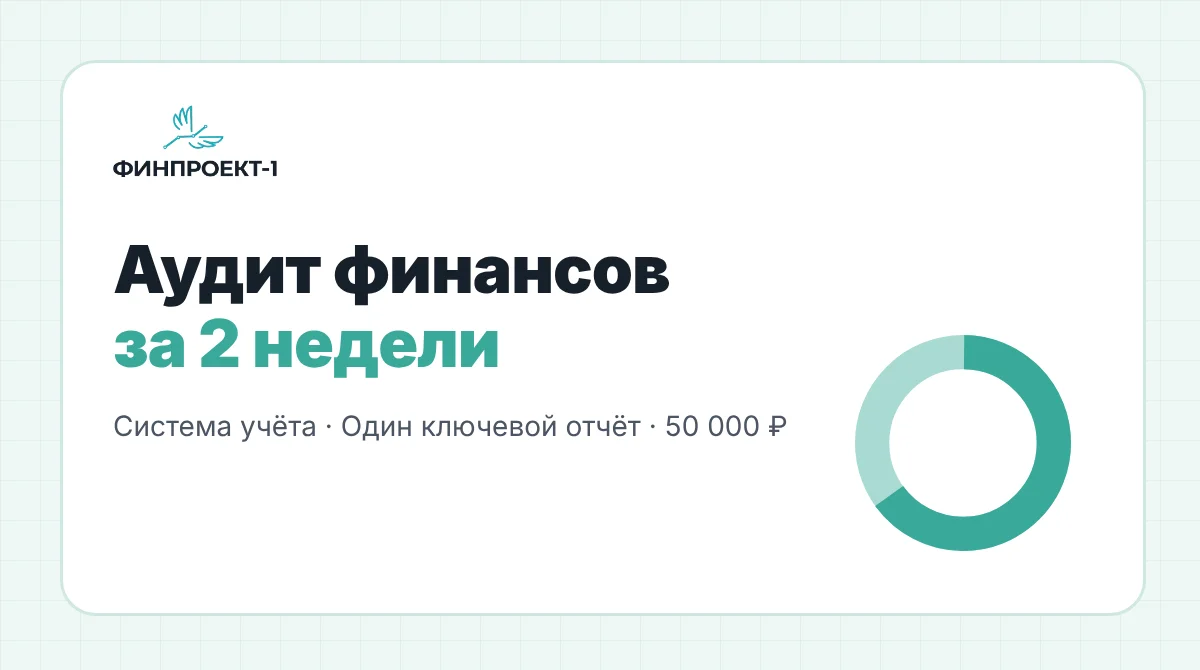 ФИНПРОЕКТ-1
Аудит финансов
за 2 недели
Система учёта · Один ключевой отчёт · 50 000 ₽